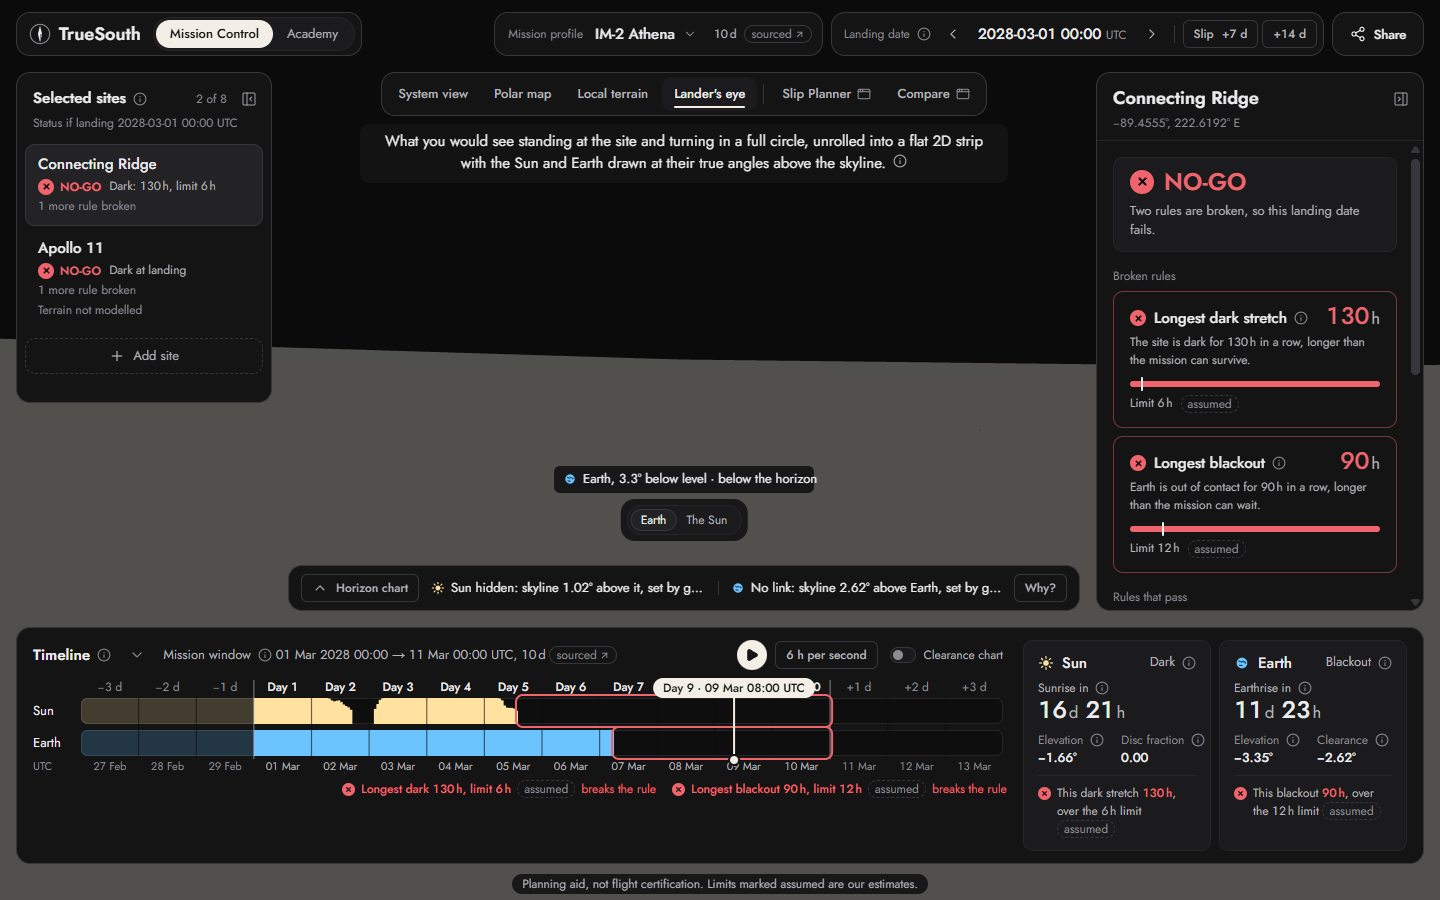 TrueSouth
Mission Control
Academy
Mission profile IM-2 Athena 10 d sourced ↗
Landing date 2028-03-01 00:00 UTC
Slip +7 d +14 d
Share
Selected sites 2 of 8
Status if landing 2028-03-01 00:00 UTC
Connecting Ridge
NO-GO Dark: 130 h, limit 6 h
1 more rule broken
Apollo 11
NO-GO Dark at landing
1 more rule broken
Terrain not modelled
+ Add site
System view Polar map Local terrain Lander's eye Slip Planner Compare
What you would see standing at the site and turning in a full circle, unrolled into a flat 2D strip
with the Sun and Earth drawn at their true angles above the skyline.
Earth, 3.3° below level · below the horizon
Earth The Sun
Horizon chart
Sun hidden: skyline 1.02° above it, set by g...
No link: skyline 2.62° above Earth, set by g...
Why?
Connecting Ridge
−89.4555°, 222.6192° E
NO-GO
Two rules are broken, so this landing date
fails.
Broken rules
Longest dark stretch 130 h
The site is dark for 130 h in a row, longer than
the mission can survive.
Limit 6 h assumed
Longest blackout 90 h
Earth is out of contact for 90 h in a row, longer
than the mission can wait.
Limit 12 h assumed
Rules that pass
Timeline
Mission window 01 Mar 2028 00:00 → 11 Mar 00:00 UTC, 10 d sourced ↗
6 h per second
Clearance chart
−3 d −2 d −1 d Day 1 Day 2 Day 3 Day 4 Day 5 Day 6 Day 7 Day 9 · 09 Mar 08:00 UTC 0 +1 d +2 d +3 d
Sun
Earth
UTC 27 Feb 28 Feb 29 Feb 01 Mar 02 Mar 03 Mar 04 Mar 05 Mar 06 Mar 07 Mar 08 Mar 09 Mar 10 Mar 11 Mar 12 Mar 13 Mar
Longest dark 130 h, limit 6 h assumed breaks the rule
Longest blackout 90 h, limit 12 h assumed breaks the rule
Sun Dark
Sunrise in
16 d 21 h
Elevation Disc fraction
−1.66° 0.00
This dark stretch 130 h,
over the 6 h limit
assumed
Earth Blackout
Earthrise in
11 d 23 h
Elevation Clearance
−3.35° −2.62°
This blackout 90 h, over
the 12 h limit assumed
Planning aid, not flight certification. Limits marked assumed are our estimates.